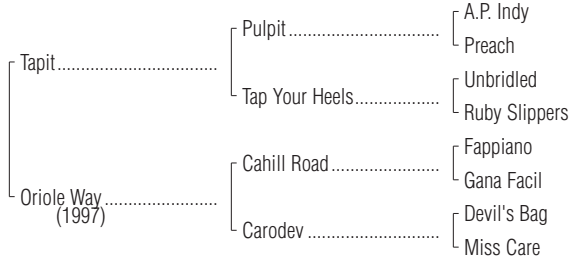 A.P. Indy
Pulpit
Preach
Tapit
Unbridled
Tap Your Heels
Ruby Slippers
Fappiano
Cahill Road
Gana Facil
Oriole Way
(1997)
Devil's Bag
Carodev
Miss Care